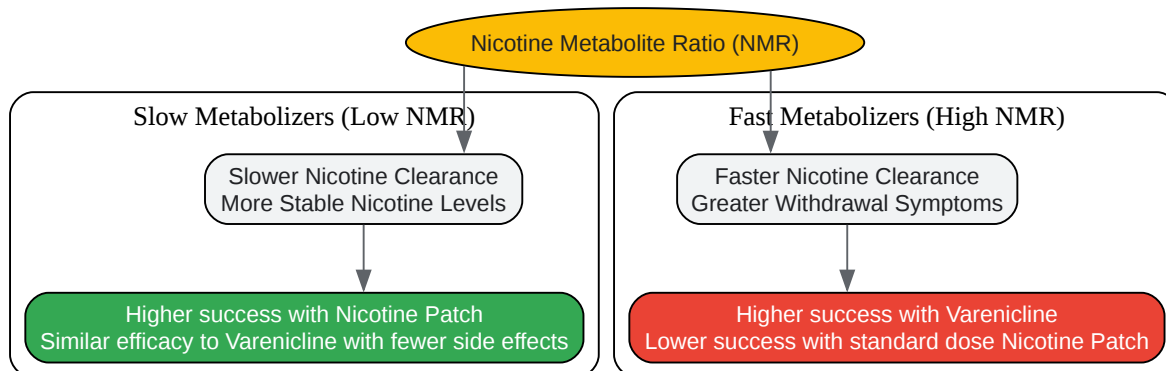 Nicotine Metabolite Ratio (NMR)
Slow Metabolizers (Low NMR)
Slower Nicotine Clearance
More Stable Nicotine Levels
Higher success with Nicotine Patch
Similar efficacy to Varenicline with fewer side effects
Fast Metabolizers (High NMR)
Faster Nicotine Clearance
Greater Withdrawal Symptoms
Higher success with Varenicline
Lower success with standard dose Nicotine Patch